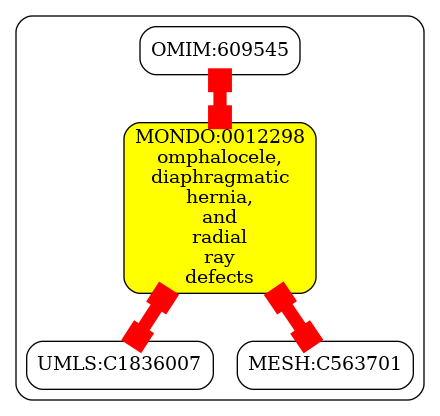 OMIM:609545
MONDO:0012298
omphalocele,
diaphragmatic
hernia,
and
radial
ray
defects
UMLS:C1836007
MESH:C563701